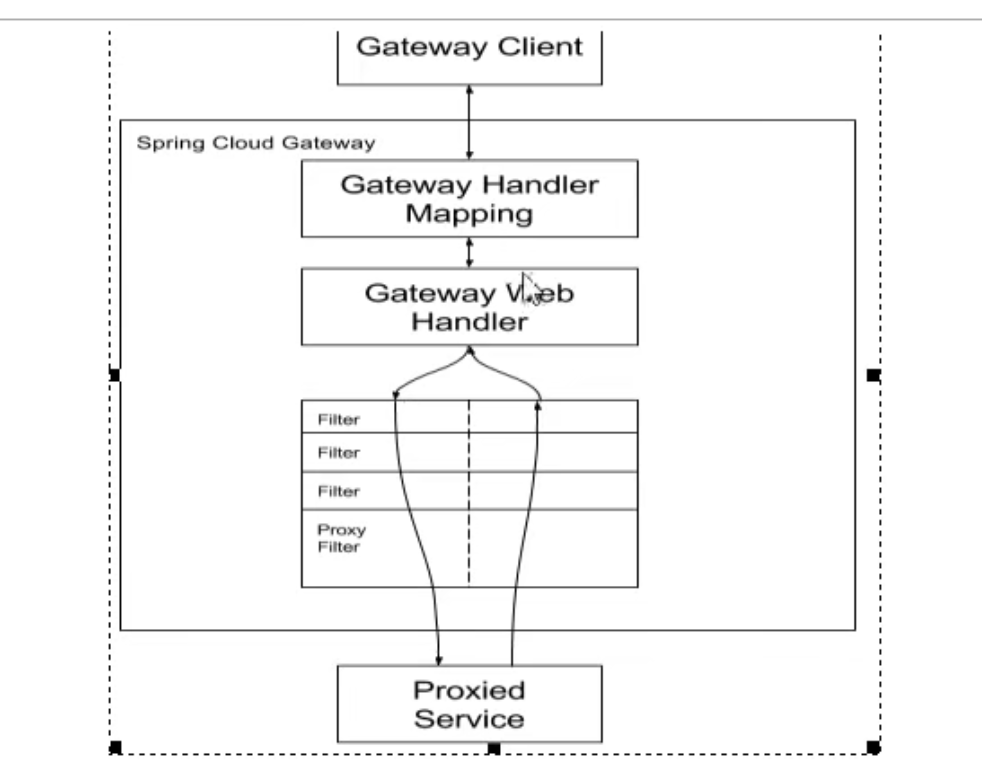 Gateway Client
Spring Cloud Gateway
Gateway Handler
Mapping
Gateway Web
Handler
Filter
Filter
Filter
Proxy
Filter
Proxied
Service